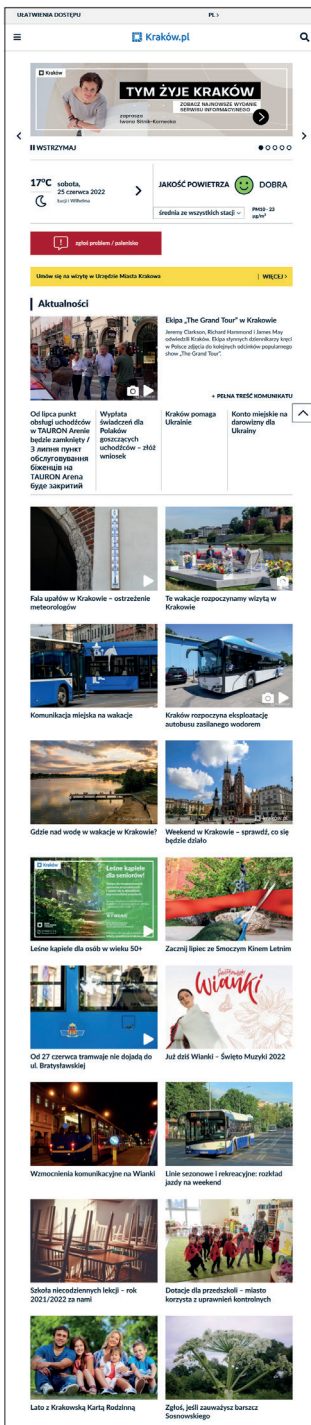 UŁATWIENIA DOSTĘPU
PL >
Kraków.pl
Kraków
TYM ŻYJE KRAKÓW
ZOBACZ NAJNOWSZE WYDANIE
SERWISU INFORMACYJNEGO
zaprasza
Iwona Sitnik-Kornecka
WSTRZYMAJ
17°C
sobota,
25 czerwca 2022
Łucji i Wilhelma
JAKOŚĆ POWIETRZA
DOBRA
średnia ze wszystkich stacji
PM10 - 23
µg/m³
zgłoś problem / palenisko
Umów się na wizytę w Urzędzie Miasta Krakowa
| WIĘCEJ >
Aktualności
Ekipa „The Grand Tour” w Krakowie
Jeremy Clarkson, Richard Hammond i James May
odwiedzili Kraków. Ekipa słynnych dziennikarzy kręci
w Polsce zdjęcia do kolejnych odcinków popularnego
show „The Grand Tour”.
+ PEŁNA TREŚĆ KOMUNIKATU
Od lipca punkt
obsługi uchodźców
w TAURON Arenie
będzie zamknięty /
З липня пункт
обслуговування
біженців на
TAURON Arena
буде закритий
Wypłata
świadczeń dla
Polaków
goszczących
uchodźców – złóż
wniosek
Kraków pomaga
Ukrainie
Konto miejskie na
darowizny dla
Ukrainy
Fala upałów w Krakowie – ostrzeżenie
meteorologów
Te wakacje rozpoczynamy wizytą w
Krakowie
Komunikacja miejska na wakacje
Kraków rozpoczyna eksploatację
autobusu zasilanego wodorem
Gdzie nad wodę w wakacje w Krakowie?
Weekend w Krakowie – sprawdź, co się
będzie działo
Kraków
Leśne kąpiele
dla seniorów!
Leśne kąpiele dla osób w wieku 50+
Zacznij lipiec ze Smoczym Kinem Letnim
Wianki
Od 27 czerwca tramwaje nie dojadą do
ul. Bratysławskiej
Już dziś Wianki – Święto Muzyki 2022
Wzmocnienia komunikacyjne na Wianki
Linie sezonowe i rekreacyjne: rozkład
jazdy na weekend
Szkoła niecodziennych lekcji – rok
2021/2022 za nami
Dotacje dla przedszkoli – miasto
korzysta z uprawnień kontrolnych
Lato z Krakowską Kartą Rodzinną
Zgłoś, jeśli zauważysz barszcz
Sosnowskiego